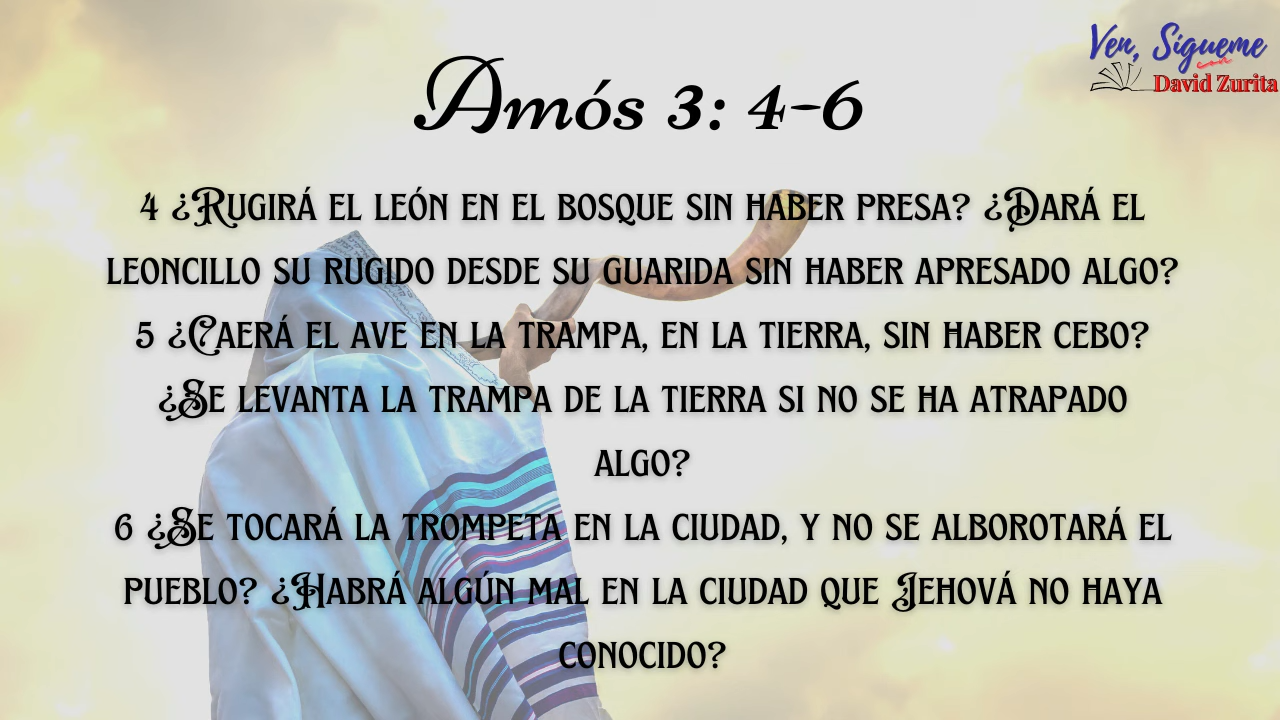 Ven, Sígueme
con
David Zurita
Amós 3: 4-6
4 ¿Rugirá el león en el bosque sin haber presa? ¿Dará el
leoncillo su rugido desde su guarida sin haber apresado algo?
5 ¿Caerá el ave en la trampa, en la tierra, sin haber cebo?
¿Se levanta la trampa de la tierra si no se ha atrapado
algo?
6 ¿Se tocará la trompeta en la ciudad, y no se alborotará el
pueblo? ¿Habrá algún mal en la ciudad que Jehová no haya
conocido?